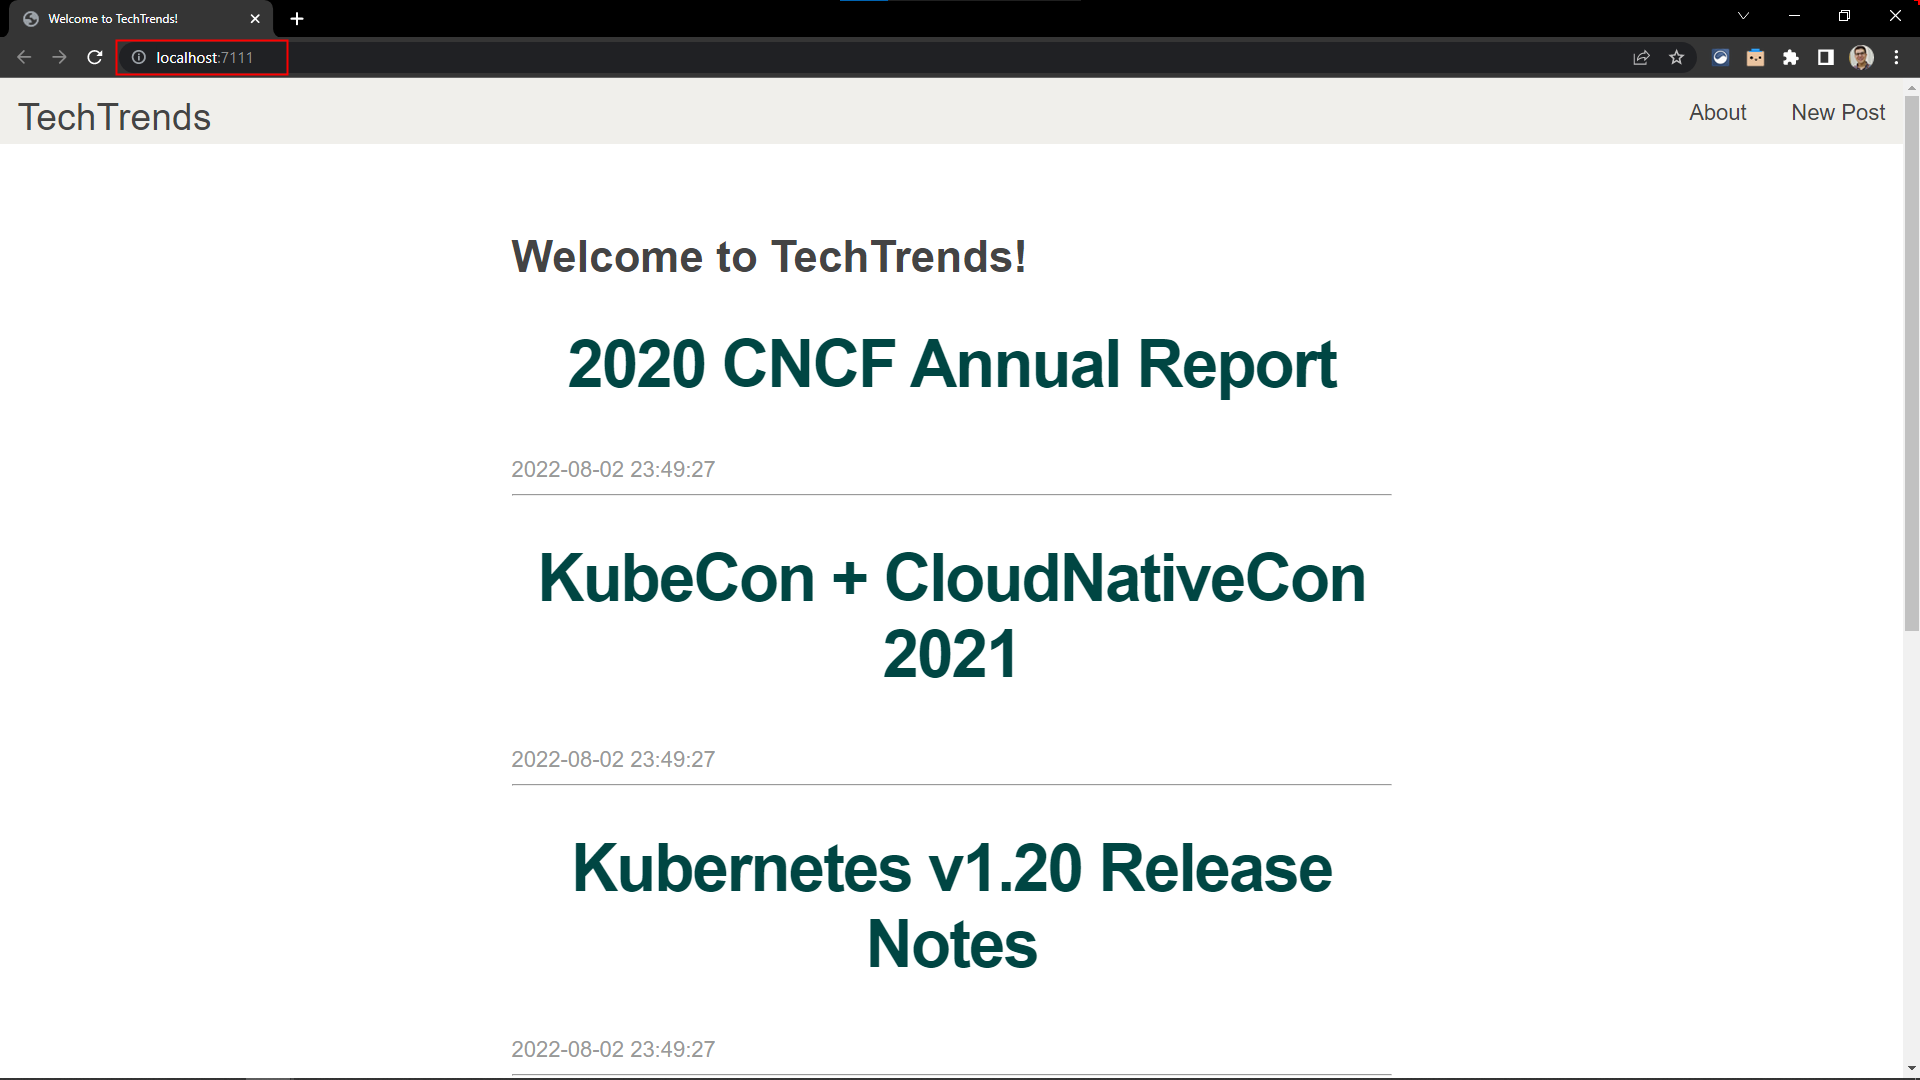 Welcome to TechTrends!
localhost:7111
TechTrends
About
New Post
Welcome to TechTrends!
2020 CNCF Annual Report
2022-08-02 23:49:27
KubeCon + CloudNativeCon
2021
2022-08-02 23:49:27
Kubernetes v1.20 Release
Notes
2022-08-02 23:49:27